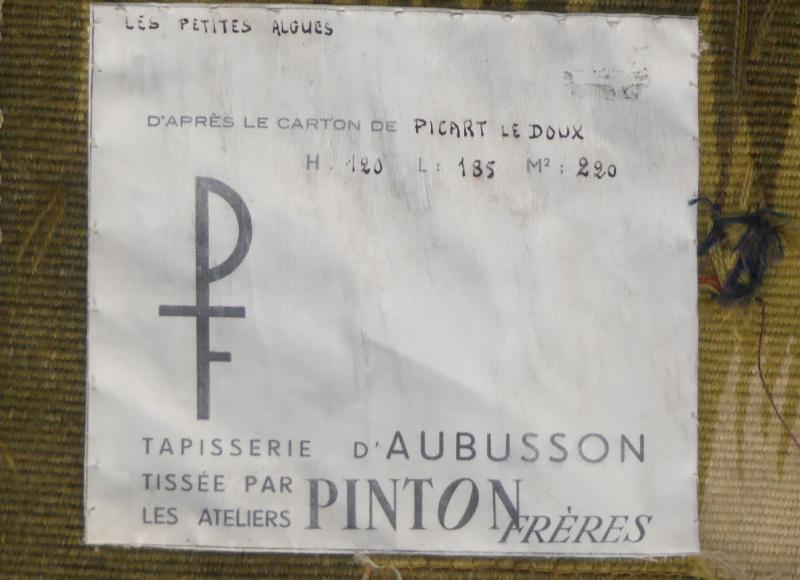 LES PETITES ALGUES
D'APRÈS LE CARTON DE PICART LE DOUX
H. 120 L: 185 M²: 220
PF
TAPISSERIE D'AUBUSSON
TISSÉE PAR
LES ATELIERS PINTON FRÈRES